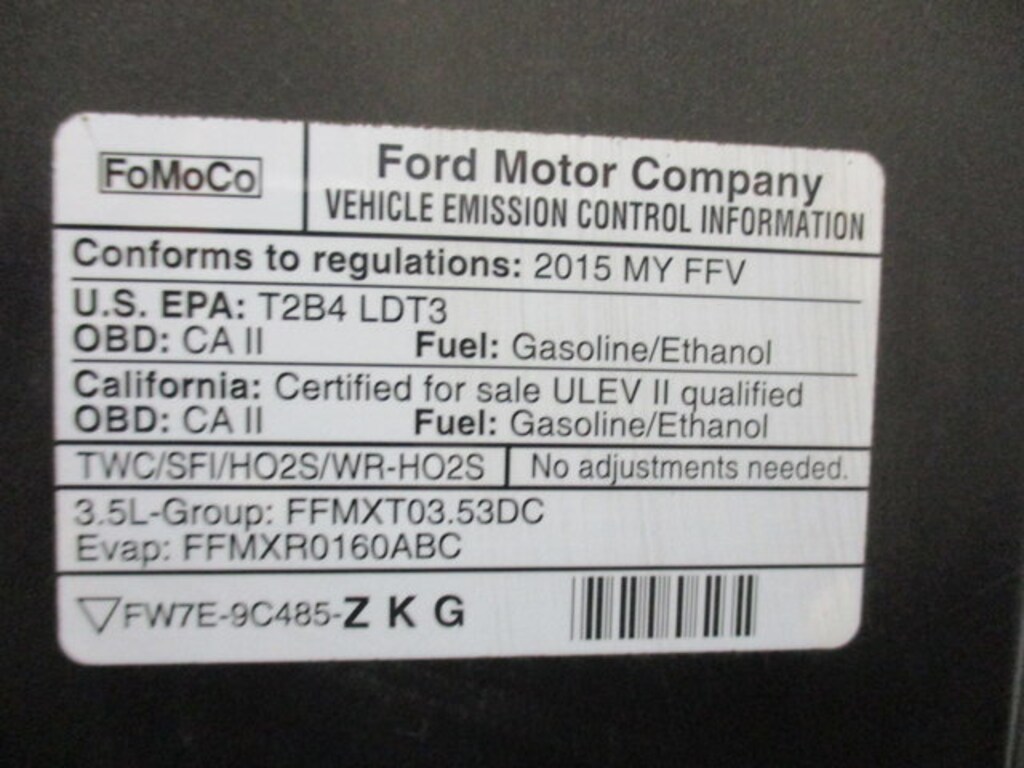 FoMoCo
Ford Motor Company
VEHICLE EMISSION CONTROL INFORMATION
Conforms to regulations: 2015 MY FFV
U.S. EPA: T2B4 LDT3
OBD: CA II Fuel: Gasoline/Ethanol
California: Certified for sale ULEV II qualified
OBD: CA II Fuel: Gasoline/Ethanol
TWC/SFI/HO2S/WR-HO2S No adjustments needed.
3.5L-Group: FFMXT03.53DC
Evap: FFMXR0160ABC
▽FW7E-9C485-Z K G